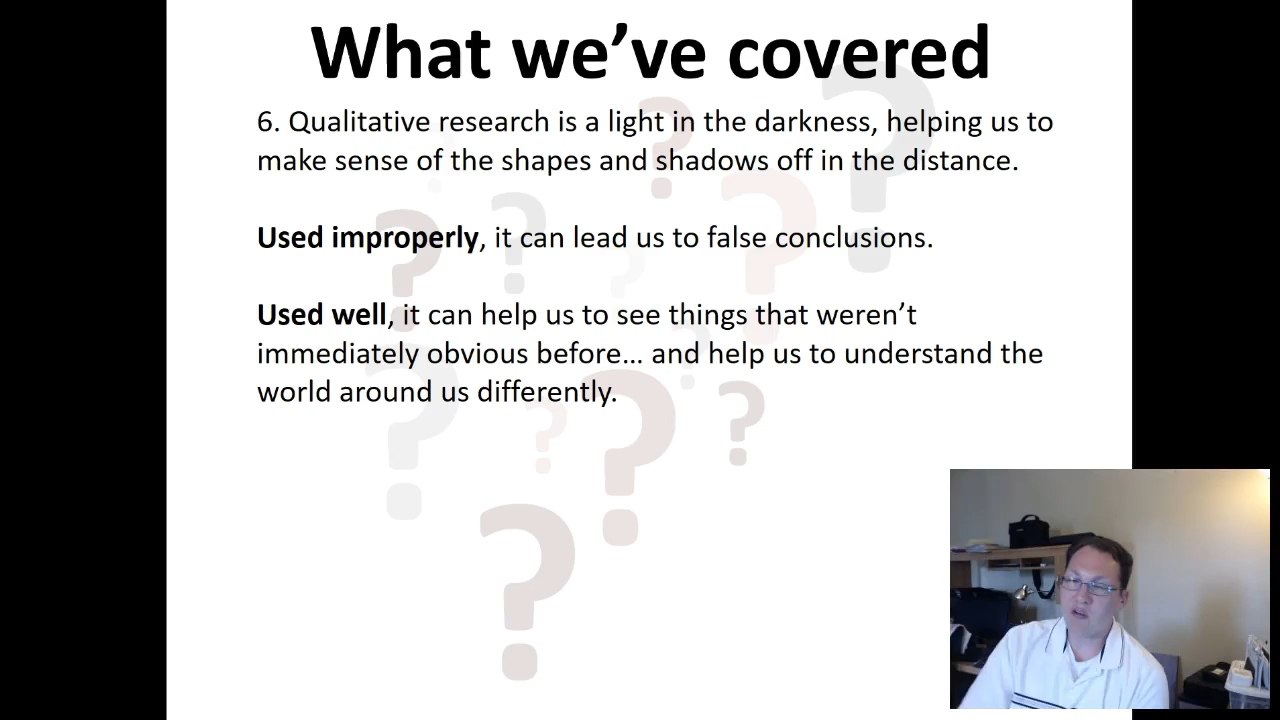 What we’ve covered
6. Qualitative research is a light in the darkness, helping us to
make sense of the shapes and shadows off in the distance.
Used improperly, it can lead us to false conclusions.
Used well, it can help us to see things that weren’t
immediately obvious before… and help us to understand the
world around us differently.